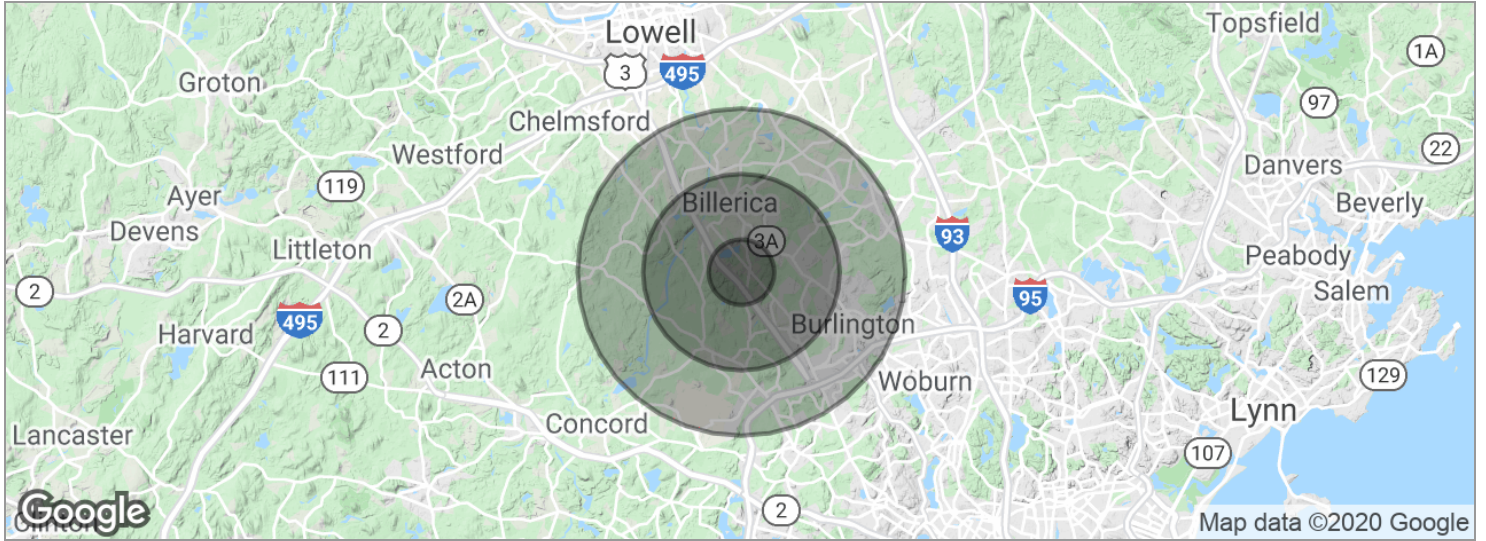 Topsfield
Lowell
1A
3
495
Groton
97
Chelmsford
22
Westford
Danvers
119
Ayer
Billerica
Beverly
Devens
3A
93
Littleton
Peabody
2
Salem
2A
95
495
Harvard
2
Burlington
Acton
111
Woburn
129
Lynn
Concord
Lancaster
107
Google
Clinton
2
Map data ©2020 Google